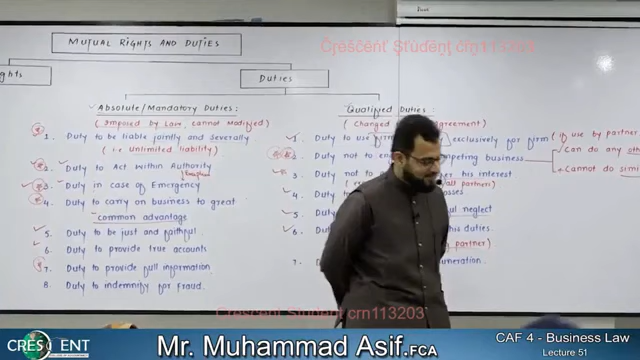 MUTUAL RIGHTS AND DUTIES
Crescent Student crn113203
ghts
DUTIES
Absolute/Mandatory Duties:
(Imposed by Law, cannot modified)
1. Duty to be liable jointly and severally
(i.e unlimited liability)
2. Duty to Act within Authority
3. Duty in case of Emergency
4. Duty to carry on business to great
common advantage
5. Duty to be just and faithful.
6. Duty to provide true accounts
7. Duty to provide full information.
8. Duty to indemnify for fraud.
Qualified Duties:
(Changed agreement)
1. Duty to use exclusively for firm
(if use by partner
2. Duty not to competing business
Can do any
Cannot do
3. Duty not to his interest
partner)
4. Duty
5. Duty neglect
6. Duty his duties
partner)
7.
Crescent Student crn113203
CRESCENT
Mr. Muhammad Asif.FCA
CAF 4 - Business Law
Lecture 51